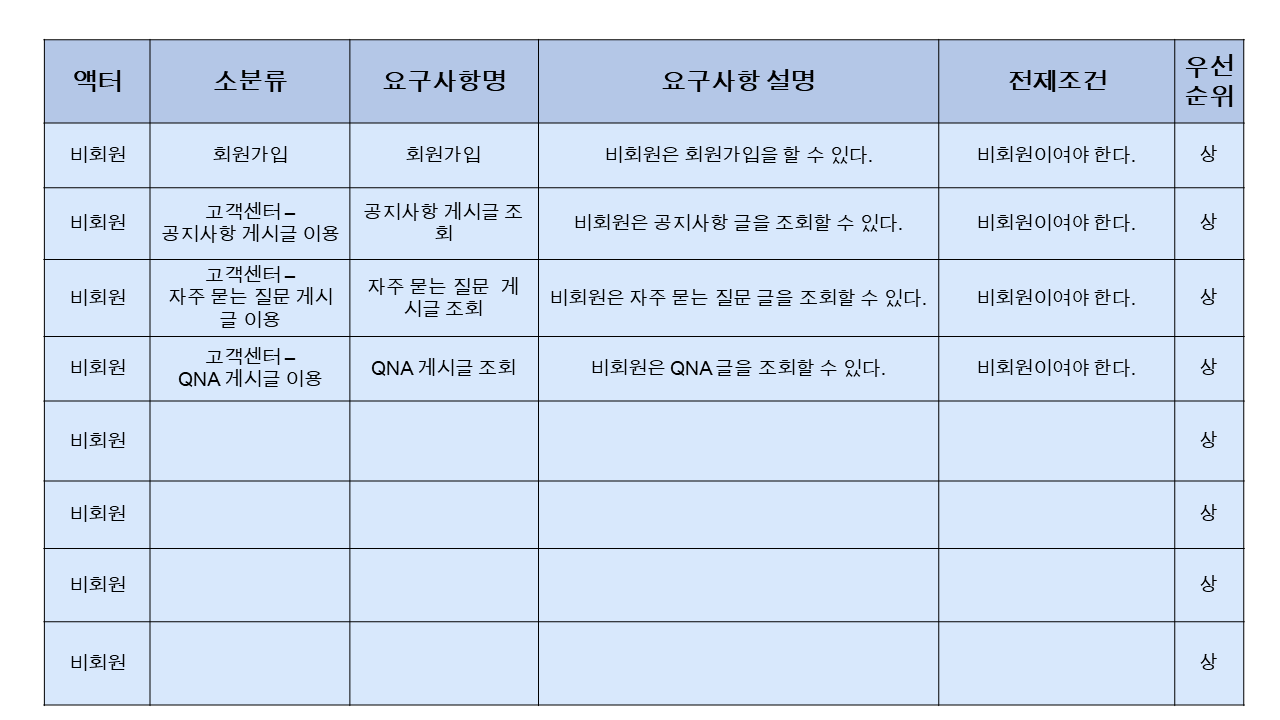 액터 소분류 요구사항명 요구사항 설명 전제조건 우선
순위
비회원 회원가입 회원가입 비회원은 회원가입을 할 수 있다. 비회원이여야 한다. 상
비회원 고객센터 –
공지사항 게시글 이용 공지사항 게시글 조
회 비회원은 공지사항 글을 조회할 수 있다. 비회원이여야 한다. 상
비회원 고객센터 –
자주 묻는 질문 게시
글 이용 자주 묻는 질문 게
시글 조회 비회원은 자주 묻는 질문 글을 조회할 수 있다. 비회원이여야 한다. 상
비회원 고객센터 –
QNA 게시글 이용 QNA 게시글 조회 비회원은 QNA 글을 조회할 수 있다. 비회원이여야 한다. 상
비회원 상
비회원 상
비회원 상
비회원 상